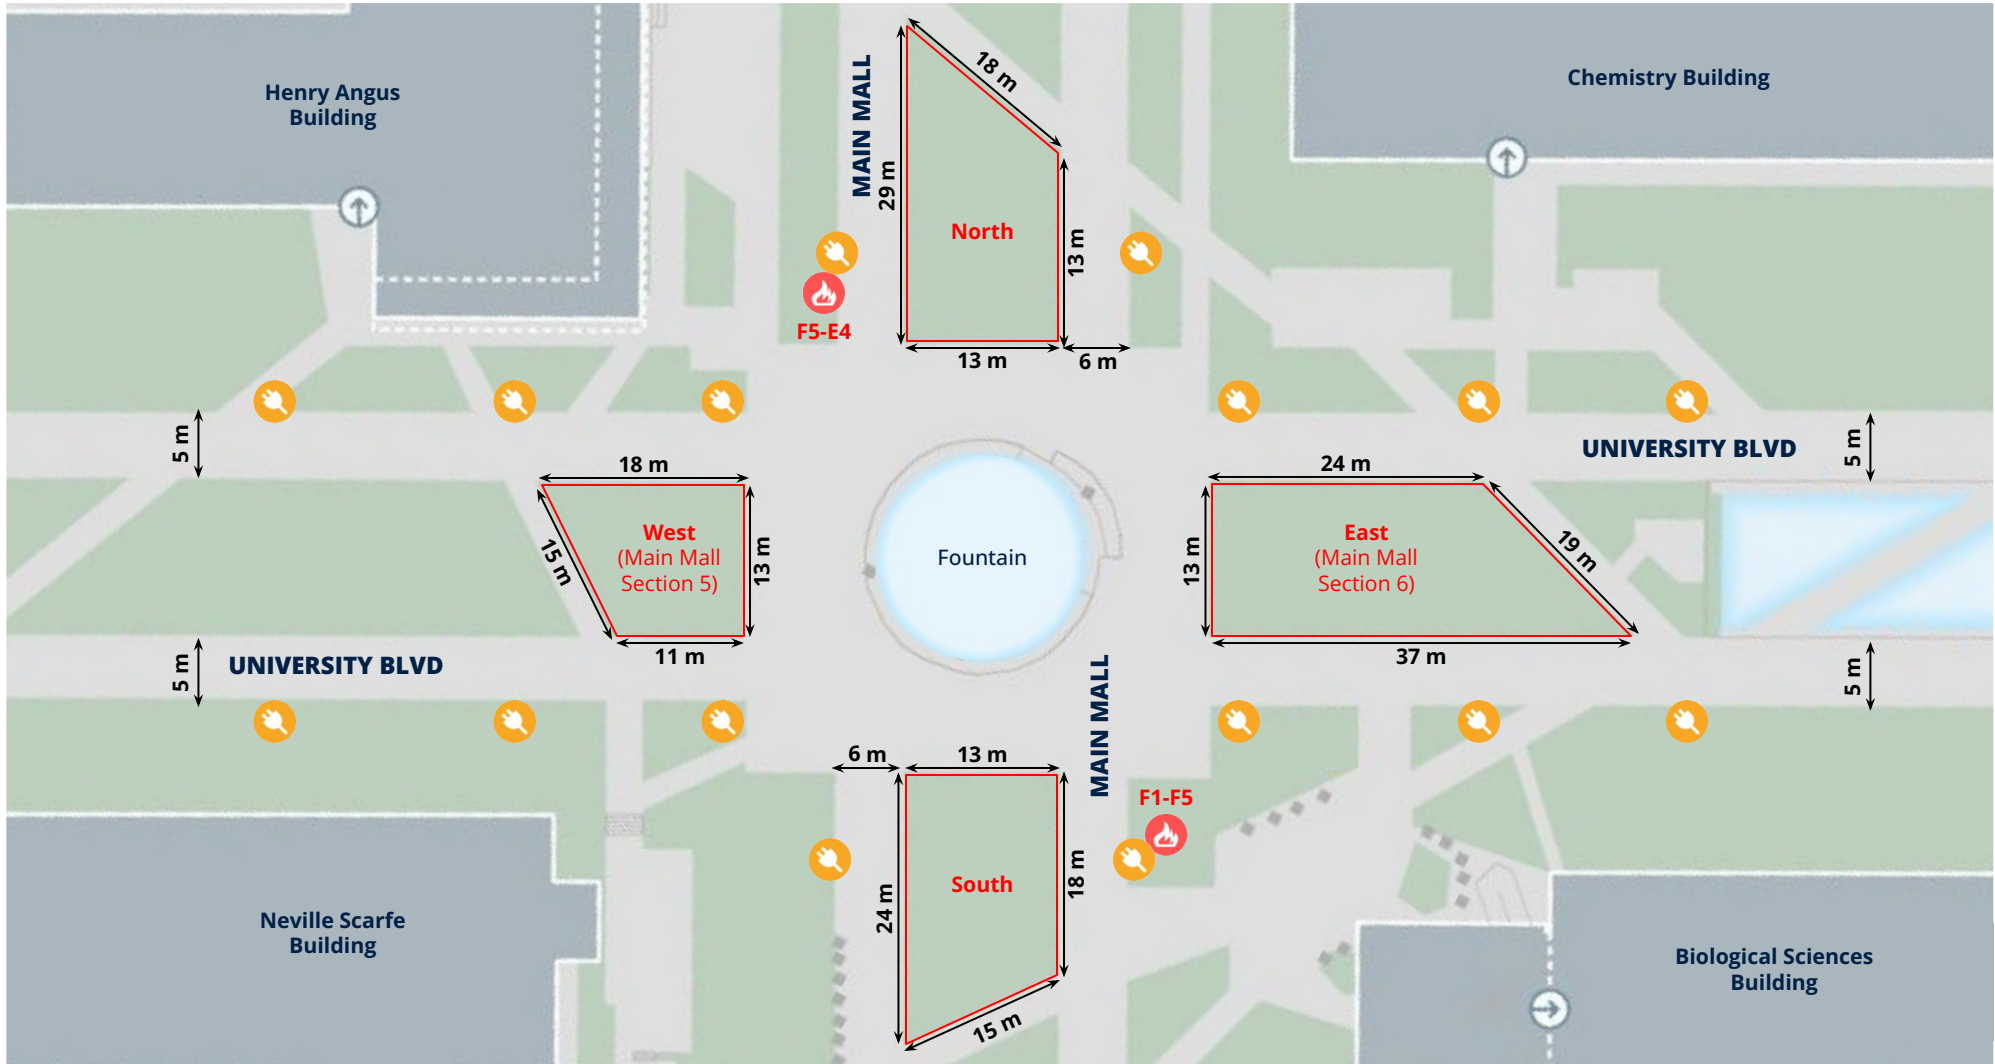 Henry Angus
Building
MAIN MALL
18 m
Chemistry Building
29 m
North
13 m
F5-E4
13 m
6 m
5 m
18 m
24 m
UNIVERSITY BLVD
5 m
West
(Main Mall
Section 5)
15 m
13 m
Fountain
13 m
East
(Main Mall
Section 6)
19 m
11 m
37 m
5 m
UNIVERSITY BLVD
MAIN MALL
5 m
6 m
13 m
F1-F5
24 m
South
18 m
15 m
Neville Scarfe
Building
Biological Sciences
Building